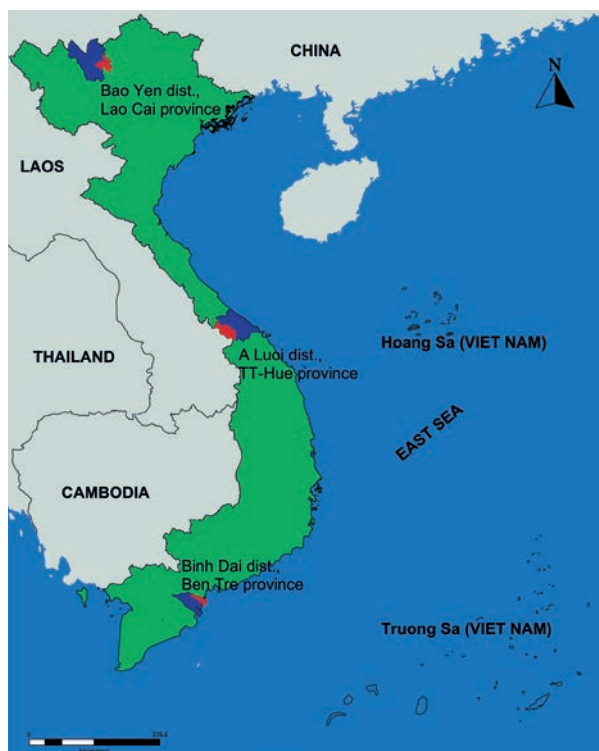 CHINA
N
Bao Yen dist.,
Lao Cai province
LAOS
Hoang Sa (VIET NAM)
THAILAND
A Luoi dist.,
TT-Hue province
EAST SEA
CAMBODIA
Binh Dai dist.,
Ben Tre province
Truong Sa (VIET NAM)
0